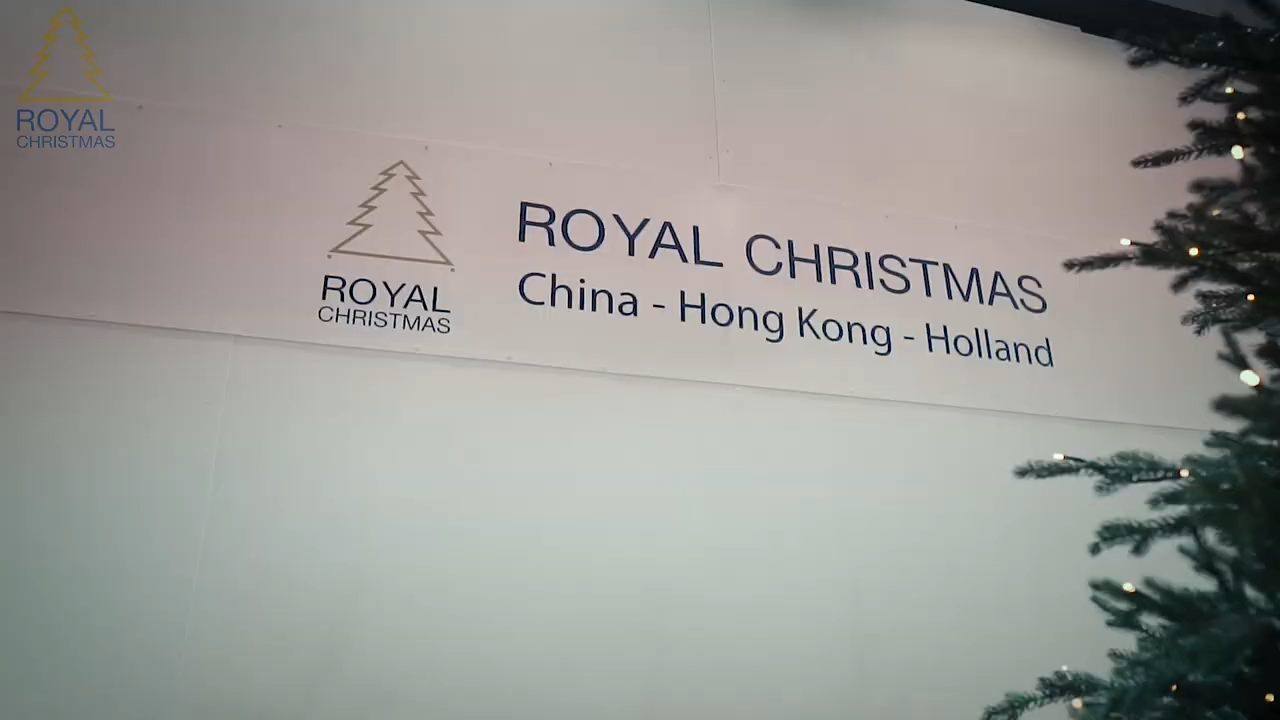 ROYAL
CHRISTMAS
ROYAL
CHRISTMAS
ROYAL CHRISTMAS
China - Hong Kong - Holland